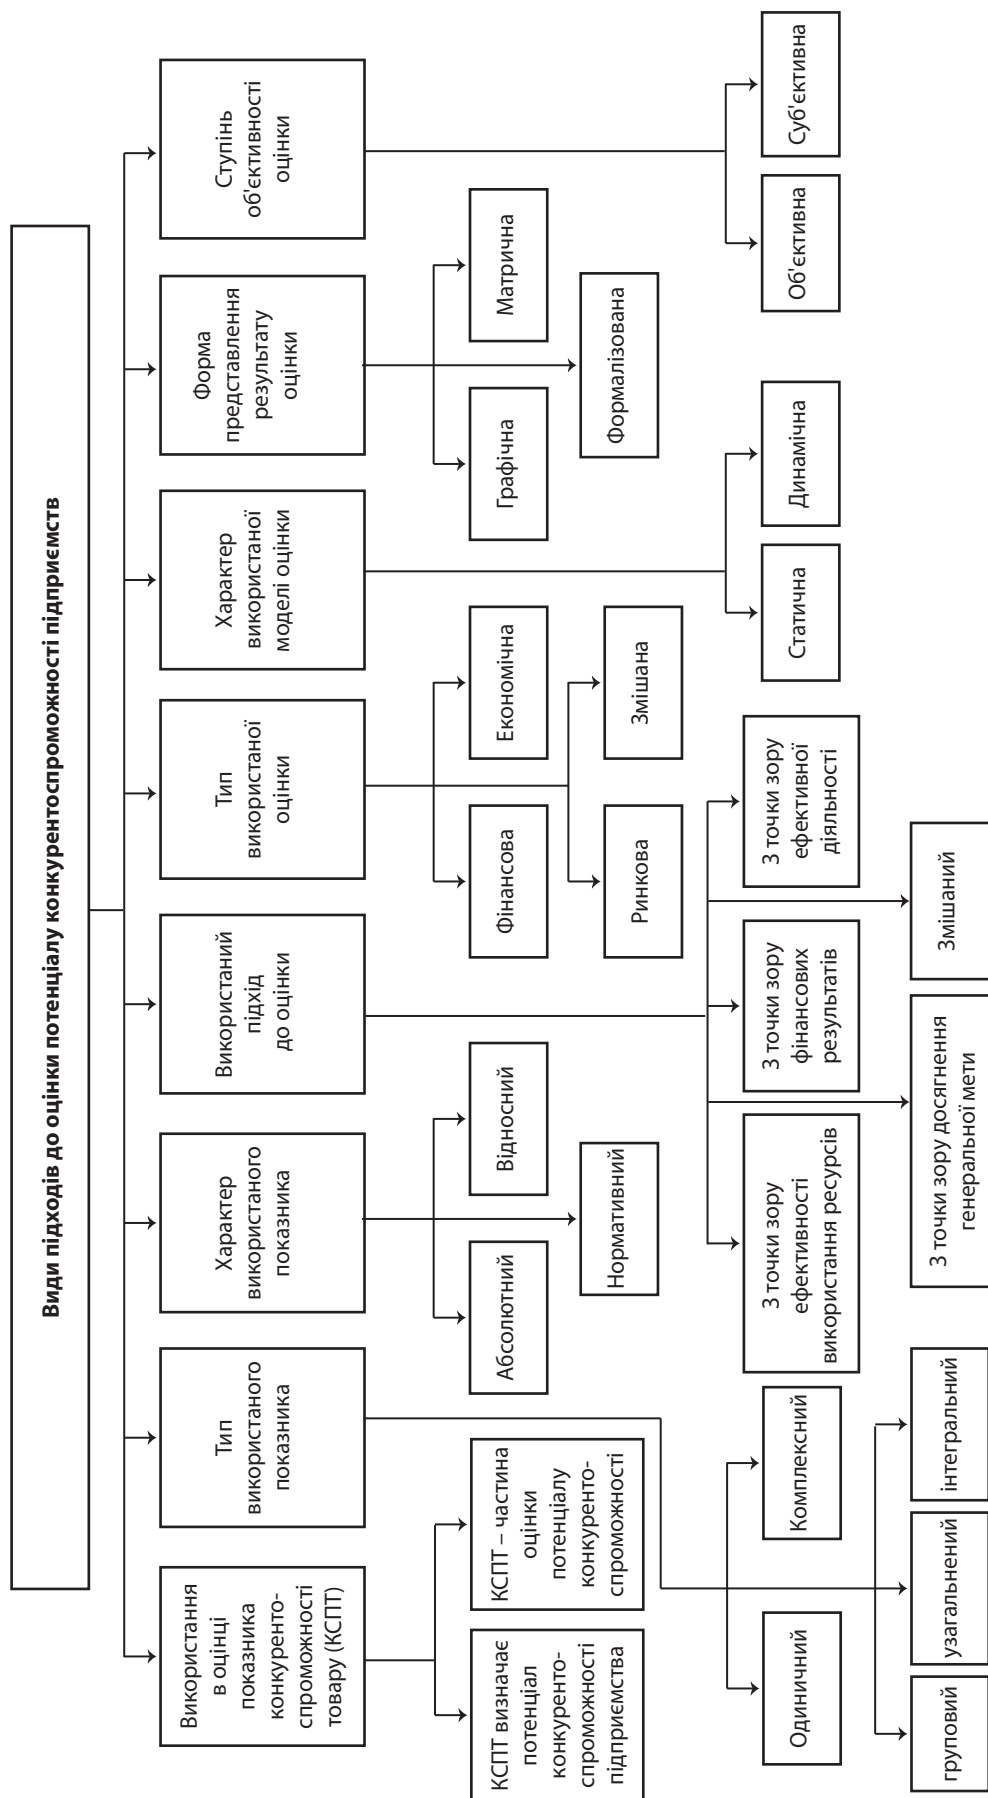 Види підходів до оцінки потенціалу конкурентоспроможності підприємств
Використання
в оцінці
показника
конкуренто-
спроможності
товару (КСПТ)
Тип
використаного
показника
Характер
використаного
показника
Використаний
підхід
до оцінки
Тип
використаної
оцінки
Характер
використаної
моделі оцінки
Форма
представлення
результату
оцінки
Ступінь
об'єктивності
оцінки
КСПТ визначає
потенціал
конкуренто-
спроможності
підприємства
КСПТ – частина
оцінки
потенціалу
конкуренто-
спроможності
Абсолютний
Відносний
Нормативний
Фінансова
Економічна
Ринкова
Змішана
Графічна
Матрична
Формалізована
Одиничний
Комплексний
груповий
узагальнений
інтегральний
З точки зору
ефективності
використання ресурсів
З точки зору
фінансових
результатів
З точки зору
ефективної
діяльності
З точки зору досягнення
генеральної мети
Змішаний
Статична
Динамічна
Об'єктивна
Суб'єктивна